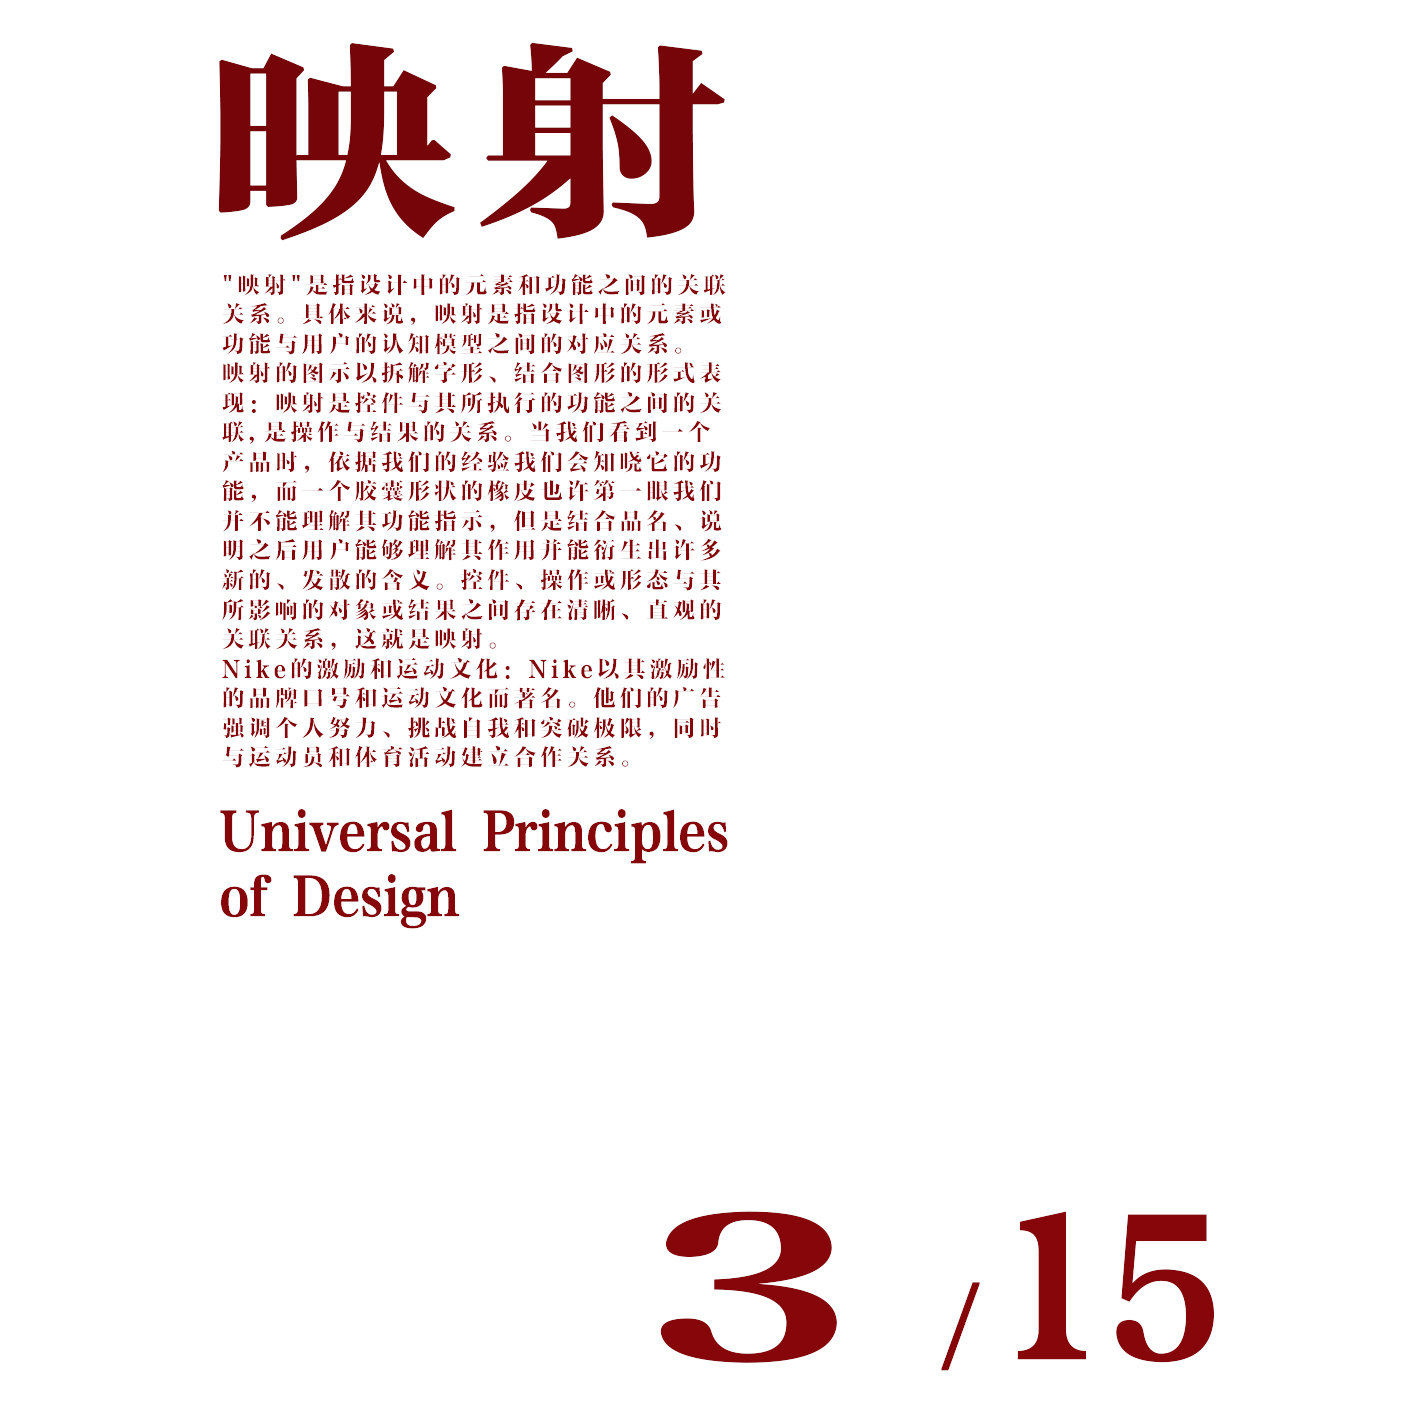 映射
"映射"是指设计中的元素和功能之间的关联
关系。具体来说，映射是指设计中的元素或
功能与用户的认知模型之间的对应关系。
映射的图示以拆解字形、结合图形的形式表
现：映射是控件与其所执行的功能之间的关
联,是操作与结果的关系。当我们看到一个
产品时，依据我们的经验我们会知晓它的功
能，而一个胶囊形状的橡皮也许第一眼我们
并不能理解其功能指示，但是结合品名、说
明之后用户能够理解其作用并能衍生出许多
新的、发散的含义。控件、操作或形态与其
所影响的对象或结果之间存在清晰、直观的
关联关系，这就是映射。
Nike的激励和运动文化：Nike以其激励性
的品牌口号和运动文化而著名。他们的广告
强调个人努力、挑战自我和突破极限，同时
与运动员和体育活动建立合作关系。
Universal Principles
of Design
3 /15